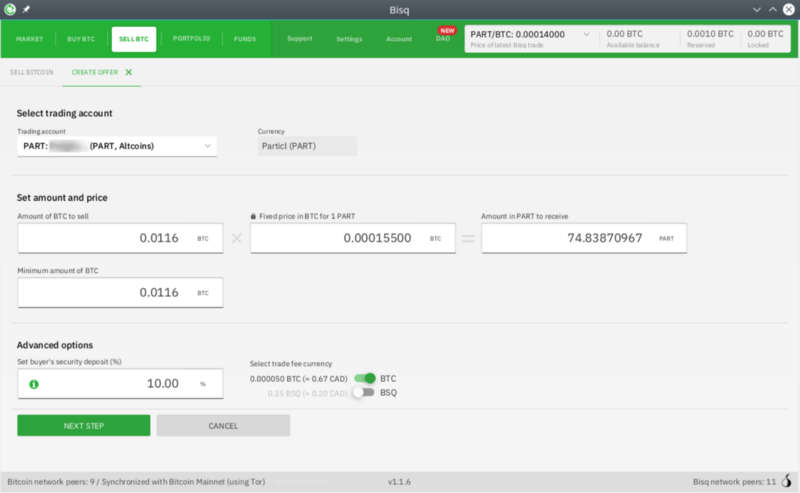 Bisq
MARKET BUY BTC SELL BTC PORTFOLIO FUNDS Support Settings Account DAO NEW
PART/BTC: 0.00014000 0.00 BTC 0.0010 BTC 0.00 BTC
Price of latest Bisq trade Available balance Reserved Locked
SELL BITCOIN CREATE OFFER
Select trading account
Trading account Currency
PART: (PART, Altcoins) Particl (PART)
Set amount and price
Amount of BTC to sell Fixed price in BTC for 1 PART Amount in PART to receive
0.0116 BTC × 0.00015500 BTC = 74.83870967 PART
Minimum amount of BTC
0.0116 BTC
Advanced options
Set buyer's security deposit (%) Select trade fee currency
10.00 % 0.000050 BTC (≈ 0.67 CAD) BTC
0.15 BSQ (≈ 0.20 CAD) BSQ
NEXT STEP CANCEL
Bitcoin network peers: 9 / Synchronized with Bitcoin Mainnet (using Tor) v1.1.6 Bisq network peers: 11